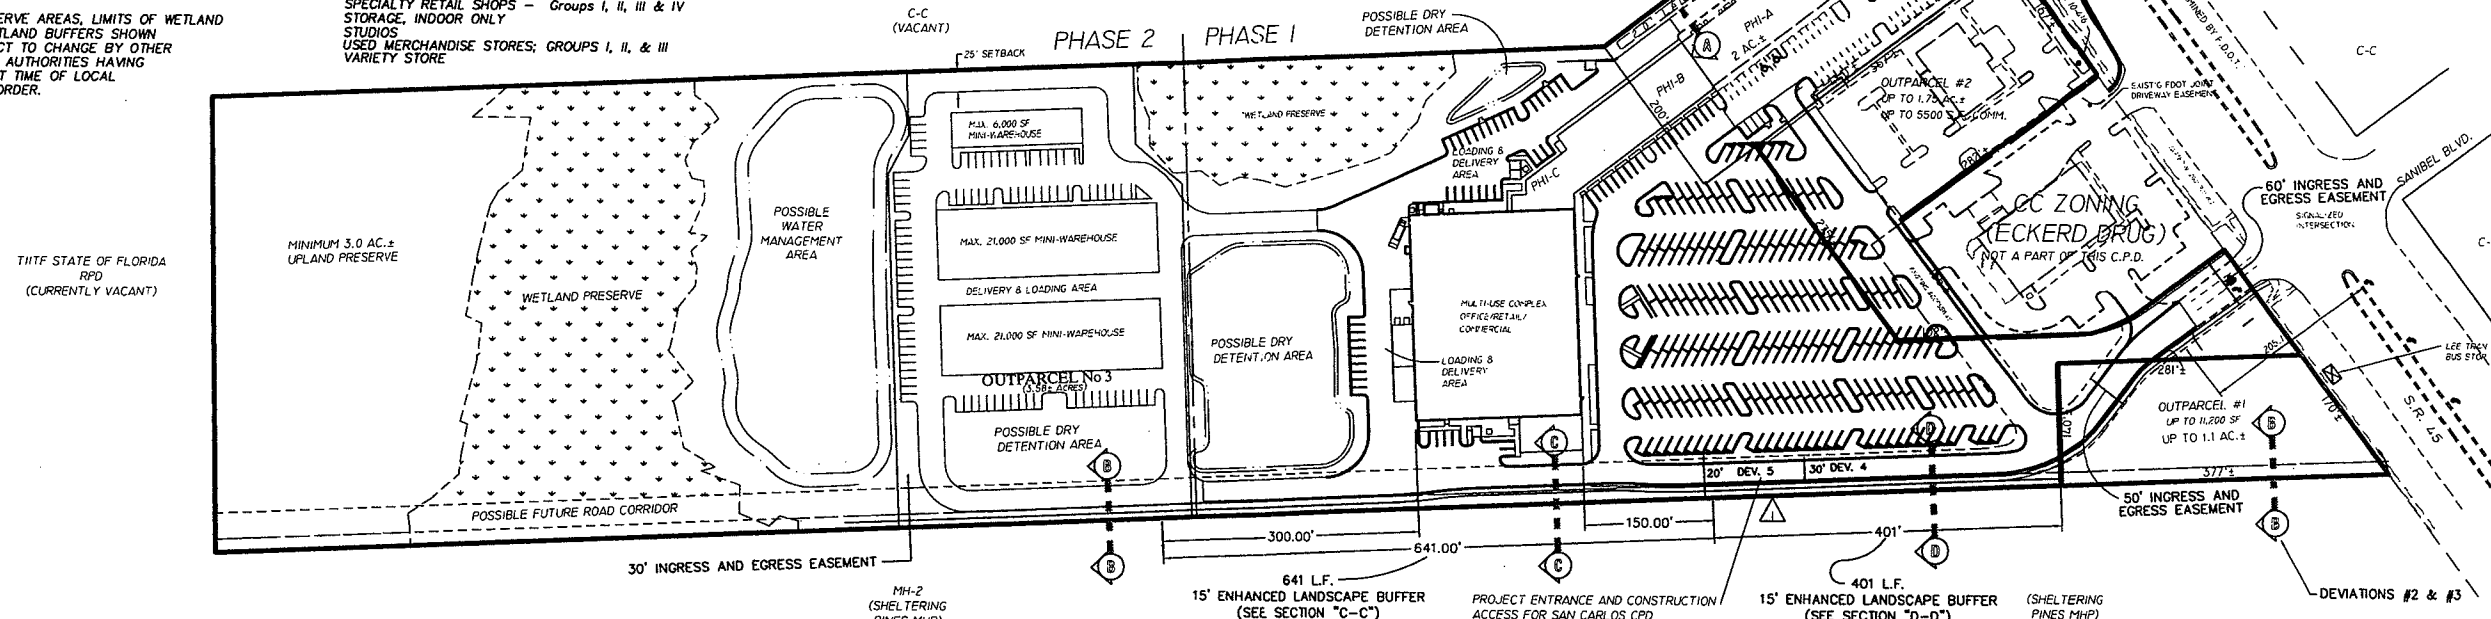 ERVE AREAS, LIMITS OF WETLAND
TLAND BUFFERS SHOWN
CT TO CHANGE BY OTHER
AUTHORITIES HAVING
T TIME OF LOCAL
ORDER.
SPECIALTY RETAIL SHOPS – Groups I, II, III & IV
STORAGE, INDOOR ONLY
STUDIOS
USED MERCHANDISE STORES; GROUPS I, II, & III
VARIETY STORE
C-C
(VACANT)
25' SETBACK
PHASE 2
PHASE 1
POSSIBLE DRY
DETENTION AREA
A
PHI-A
2 AC.±
PHI-B
200'
PHI-C
C-C
OUTPARCEL #2
UP TO 1.75 AC.±
UP TO 5500 S.F. COMM.
EXIST'G FDOT JOINT
DRIVEWAY EASEMENT
SANIBEL BLVD.
60' INGRESS AND
EGRESS EASEMENT
SIGNALIZED
INTERSECTION
CC ZONING
(ECKERD DRUG)
NOT A PART OF THIS C.P.D.
TIITF STATE OF FLORIDA
RPD
(CURRENTLY VACANT)
MINIMUM 3.0 AC.±
UPLAND PRESERVE
WETLAND PRESERVE
POSSIBLE
WATER
MANAGEMENT
AREA
MAX. 6,000 SF
MINI-WAREHOUSE
MAX. 21,000 SF MINI-WAREHOUSE
DELIVERY & LOADING AREA
MAX. 21,000 SF MINI-WAREHOUSE
OUTPARCEL No 3
(3.58± ACRES)
POSSIBLE DRY
DETENTION AREA
WETLAND PRESERVE
LOADING &
DELIVERY
AREA
POSSIBLE DRY
DETENTION AREA
MULTI-USE COMPLEX
OFFICE/RETAIL/
COMMERCIAL
LOADING &
DELIVERY
AREA
LEE TRAN
BUS STOP
S.R. 45
281'±
170'±
140'±
OUTPARCEL #1
UP TO 11,200 SF
UP TO 1.1 AC.±
377'±
50' INGRESS AND
EGRESS EASEMENT
20' DEV. 5
30' DEV. 4
POSSIBLE FUTURE ROAD CORRIDOR
B
B
C
C
D
D
B
B
300.00'
150.00'
641.00'
401'
30' INGRESS AND EGRESS EASEMENT
MH-2
(SHELTERING
PINES MHP)
641 L.F.
15' ENHANCED LANDSCAPE BUFFER
(SEE SECTION "C-C")
PROJECT ENTRANCE AND CONSTRUCTION
ACCESS FOR SAN CARLOS CPD
401 L.F.
15' ENHANCED LANDSCAPE BUFFER
(SEE SECTION "D-D")
(SHELTERING
PINES MHP)
DEVIATIONS #2 & #3